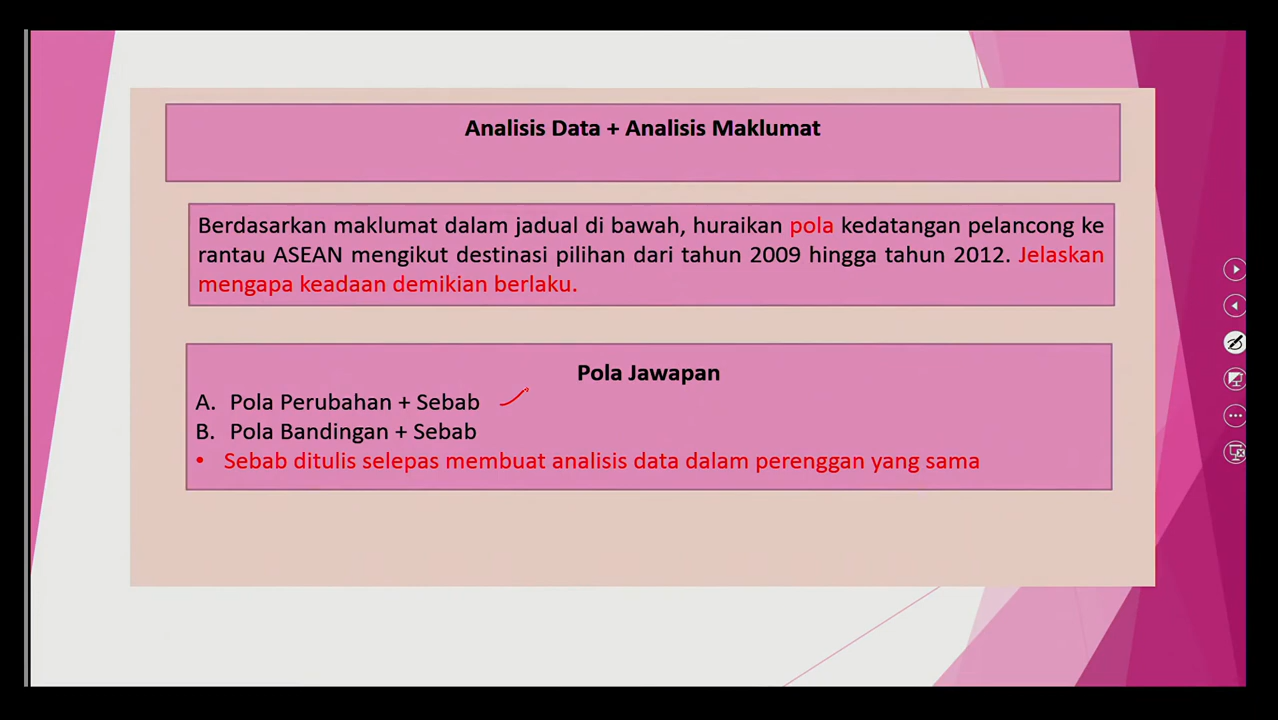 Analisis Data + Analisis Maklumat
Berdasarkan maklumat dalam jadual di bawah, huraikan pola kedatangan pelancong ke
rantau ASEAN mengikut destinasi pilihan dari tahun 2009 hingga tahun 2012. Jelaskan
mengapa keadaan demikian berlaku.
Pola Jawapan
A. Pola Perubahan + Sebab
B. Pola Bandingan + Sebab
• Sebab ditulis selepas membuat analisis data dalam perenggan yang sama